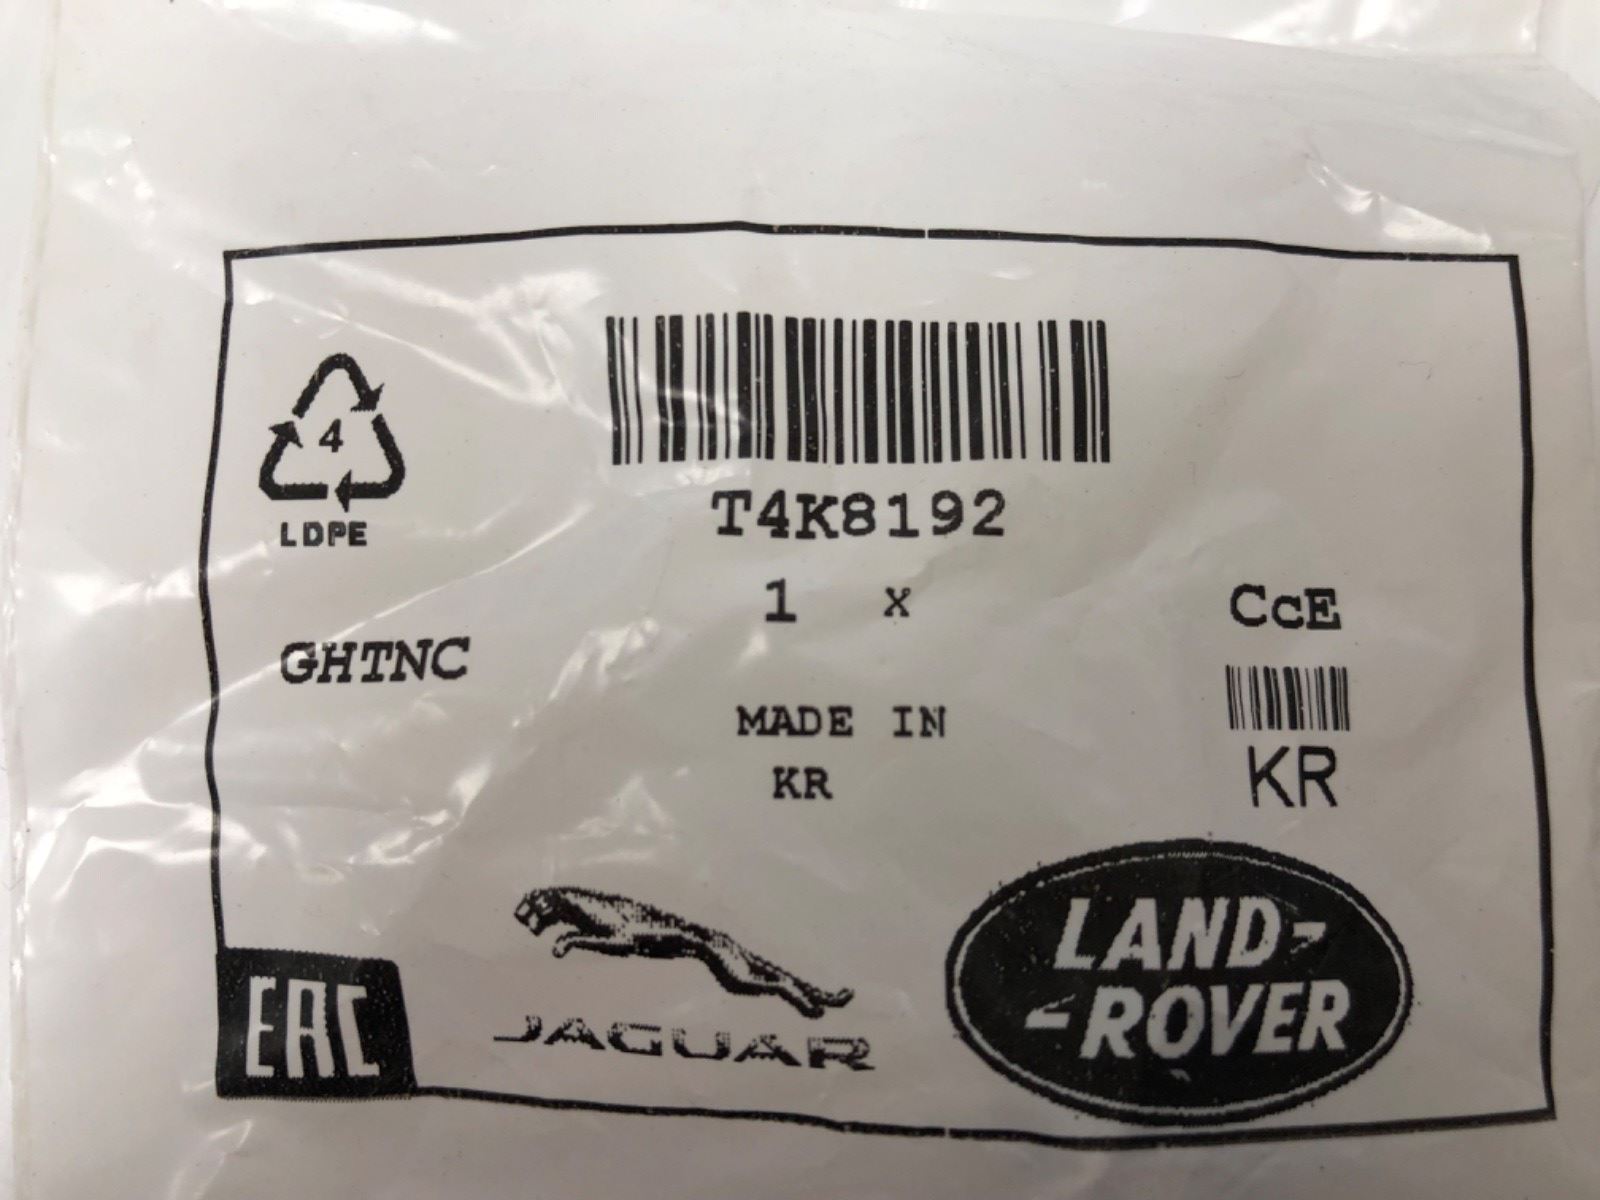 4
LDPE
T4K8192
1 x
CcE
GHTNC
MADE IN
KR
KR
EAC
JAGUAR
LAND-
-ROVER